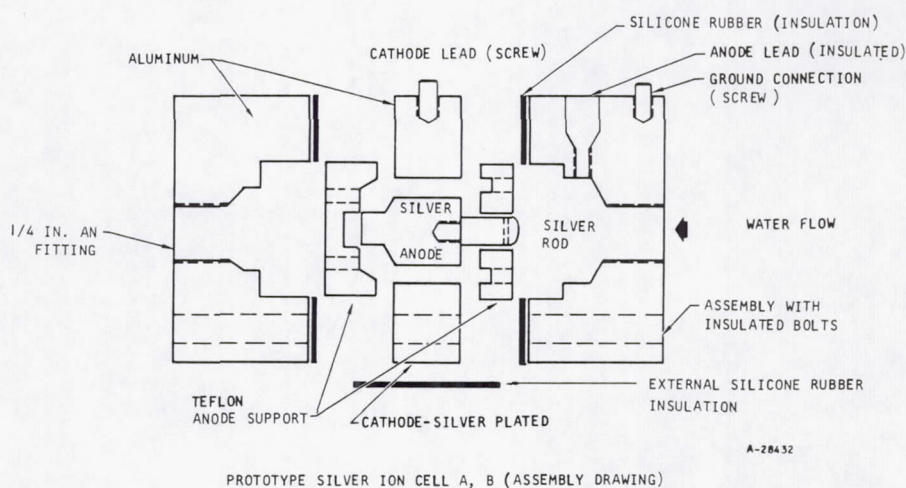 SILICONE RUBBER (INSULATION)
ALUMINUM
CATHODE LEAD (SCREW)
ANODE LEAD (INSULATED)
GROUND CONNECTION
(SCREW)
1/4 IN. AN
FITTING
SILVER
ANODE
SILVER
ROD
WATER FLOW
ASSEMBLY WITH
INSULATED BOLTS
EXTERNAL SILICONE RUBBER
INSULATION
TEFLON
ANODE SUPPORT
CATHODE-SILVER PLATED
A-28432
PROTOTYPE SILVER ION CELL A, B (ASSEMBLY DRAWING)